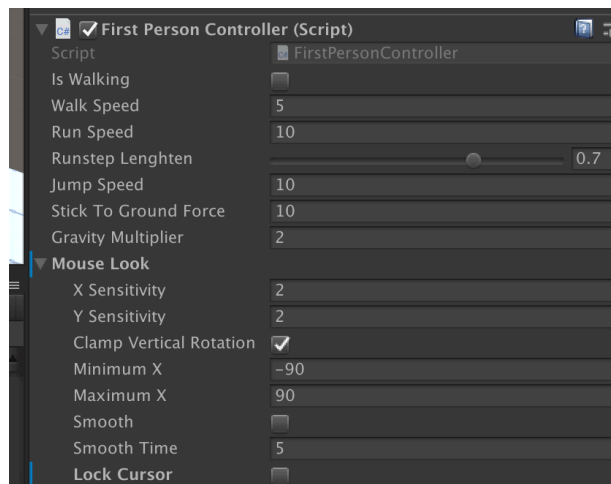 C# First Person Controller (Script)
Script C# FirstPersonController
Is Walking
Walk Speed 5
Run Speed 10
Runstep Lenghten 0.7
Jump Speed 10
Stick To Ground Force 10
Gravity Multiplier 2
Mouse Look
X Sensitivity 2
Y Sensitivity 2
Clamp Vertical Rotation
Minimum X -90
Maximum X 90
Smooth
Smooth Time 5
Lock Cursor